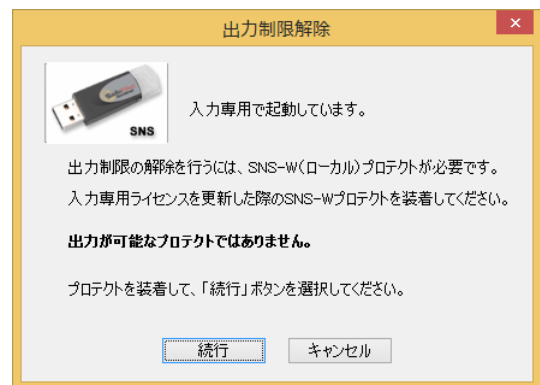 出力制限解除
SNS
入力専用で起動しています。
出力制限の解除を行うには、SNS-W(ローカル)プロテクトが必要です。
入力専用ライセンスを更新した際のSNS-Wプロテクトを装着してください。
出力が可能なプロテクトではありません。
プロテクトを装着して、「続行」ボタンを選択してください。
続行
キャンセル